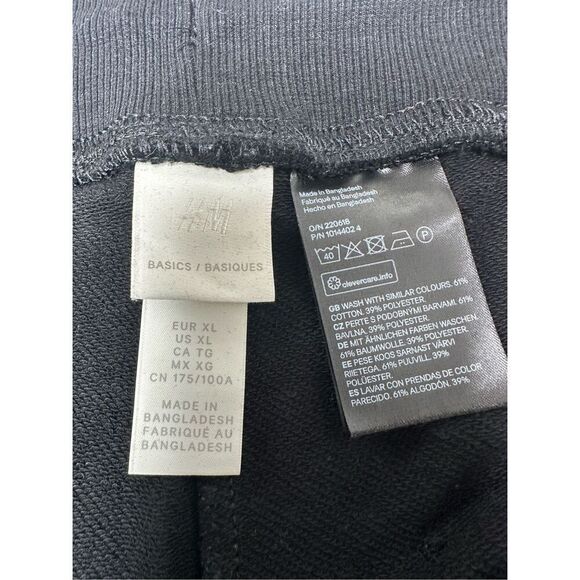 H&M
BASICS / BASIQUES
EUR XL
US XL
CA TG
MX XG
CN 175/100A
MADE IN
BANGLADESH
FABRIQUÉ AU
BANGLADESH
Made in Bangladesh
Fabriqué au Bangladesh
Hecho en Bangladesh
O/N 220618
P/N 1014402 4
40
P
clevercare.info
GB WASH WITH SIMILAR COLOURS. 61%
COTTON. 39% POLYESTER.
CZ PERTE S PODOBNÝMI BARVAMI. 61%
BAVLNA. 39% POLYESTER.
DE MIT ÄHNLICHEN FARBEN WASCHEN.
61% BAUMWOLLE. 39% POLYESTER.
EE PESE KOOS SARNAST VÄRVI
RIIETEGA. 61% PUUVILL. 39%
POLÜESTER.
ES LAVAR CON PRENDAS DE COLOR
PARECIDO. 61% ALGODÓN. 39%